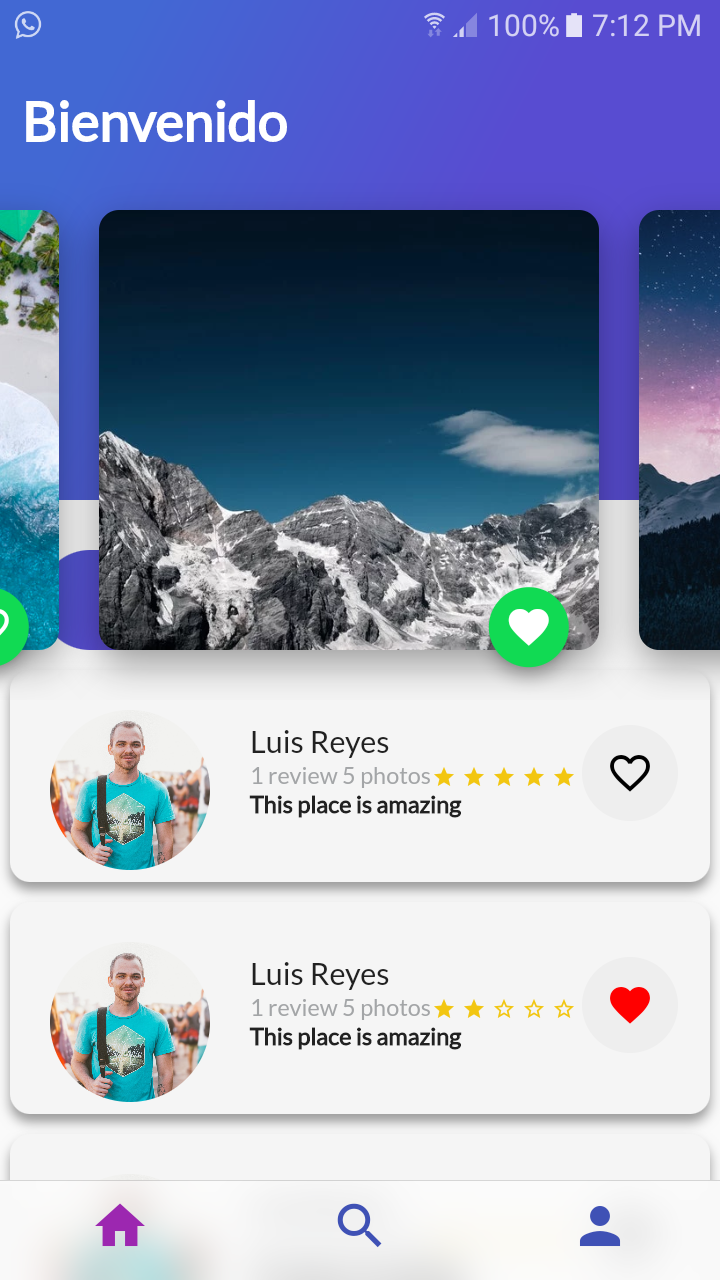 100% 7:12 PM
Bienvenido
Luis Reyes
1 review 5 photos
This place is amazing
Luis Reyes
1 review 5 photos
This place is amazing